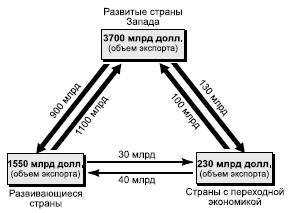 Развитые страны
Запада
3700 млрд долл,
(объем экспорта)
900 млрд
1100 млрд
130 млрд
100 млрд
1550 млрд долл,
(объем экспорта)
30 млрд
40 млрд
230 млрд долл,
(объем экспорта)
Развивающиеся
страны
Страны с переходной
экономикой